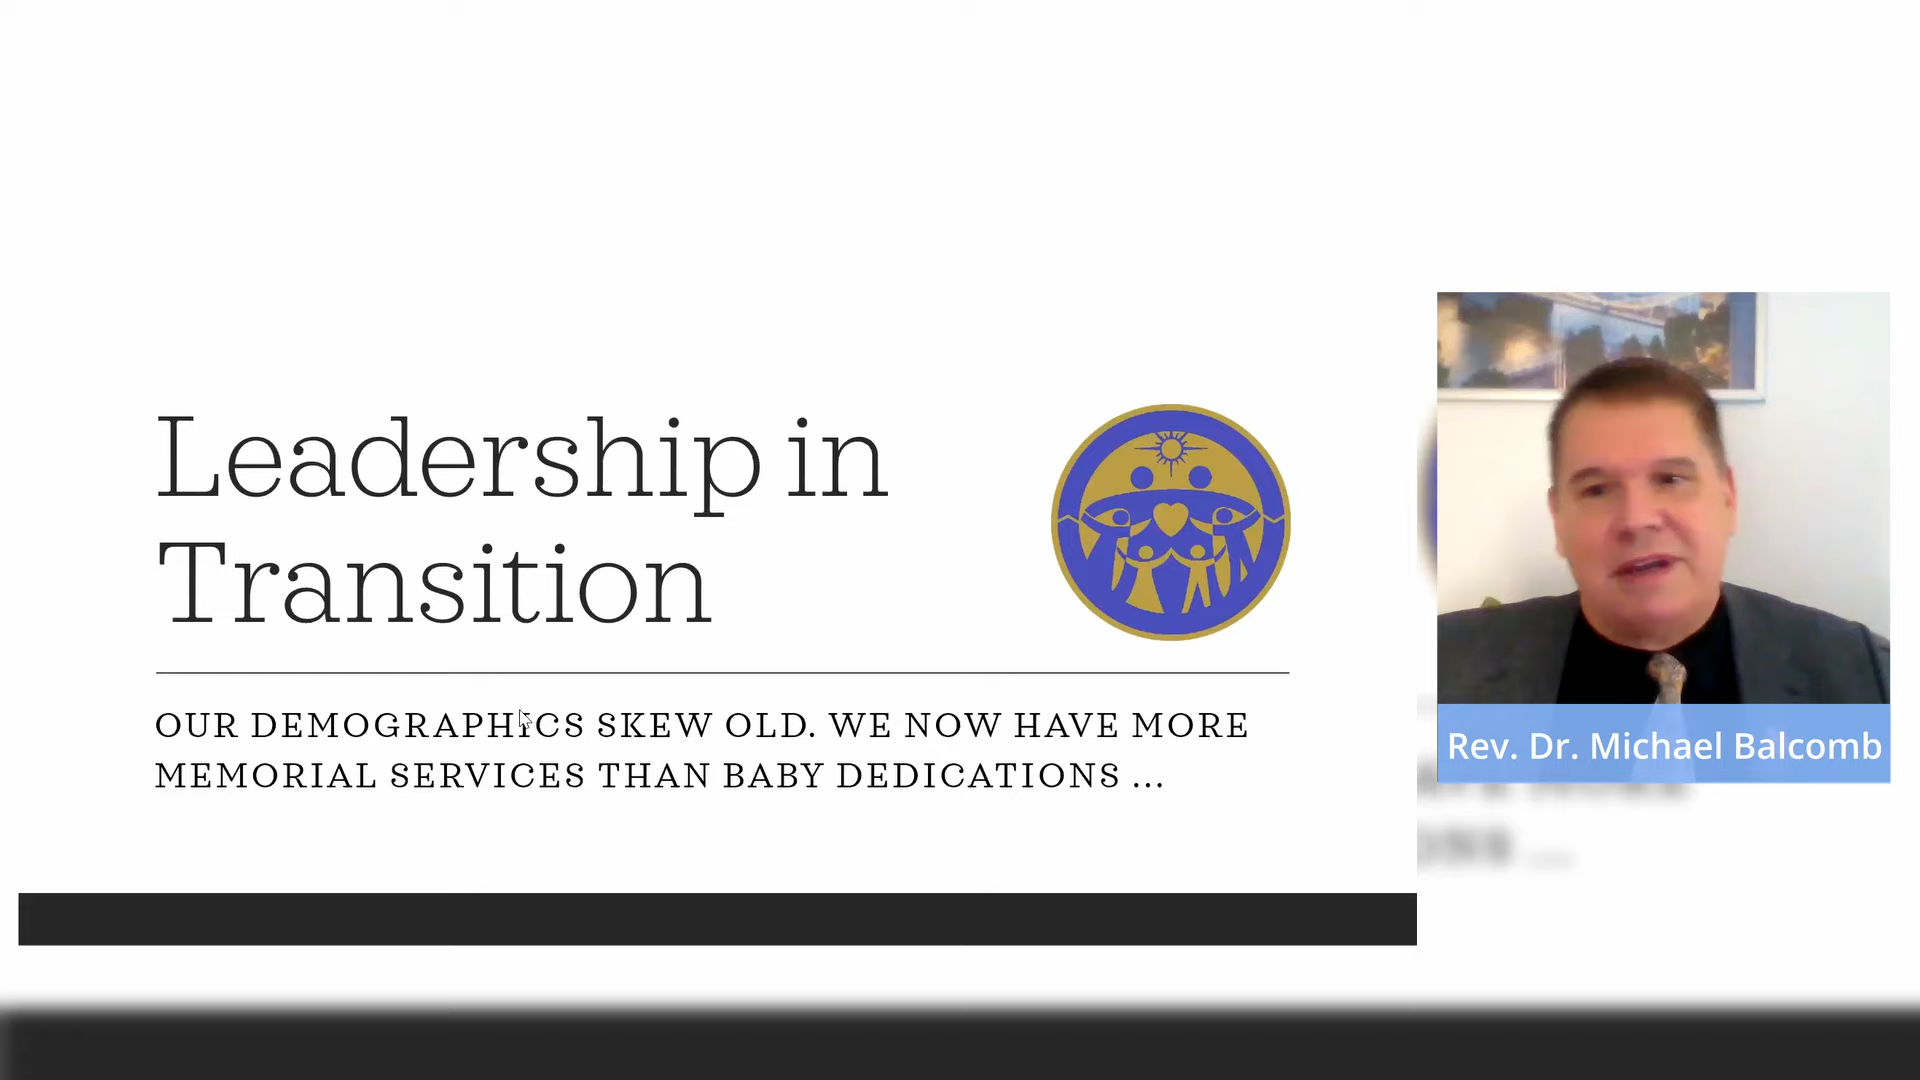 Leadership in
Transition
OUR DEMOGRAPHICS SKEW OLD. WE NOW HAVE MORE
MEMORIAL SERVICES THAN BABY DEDICATIONS ...
Rev. Dr. Michael Balcomb